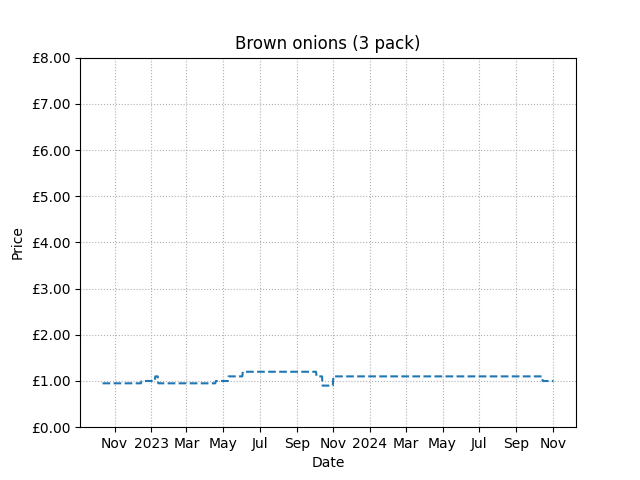 Brown onions (3 pack)
£8.00
£7.00
£6.00
£5.00
£4.00
£3.00
£2.00
£1.00
£0.00
Price
Nov 2023 Mar May Jul Sep Nov 2024 Mar May Jul Sep Nov
Date